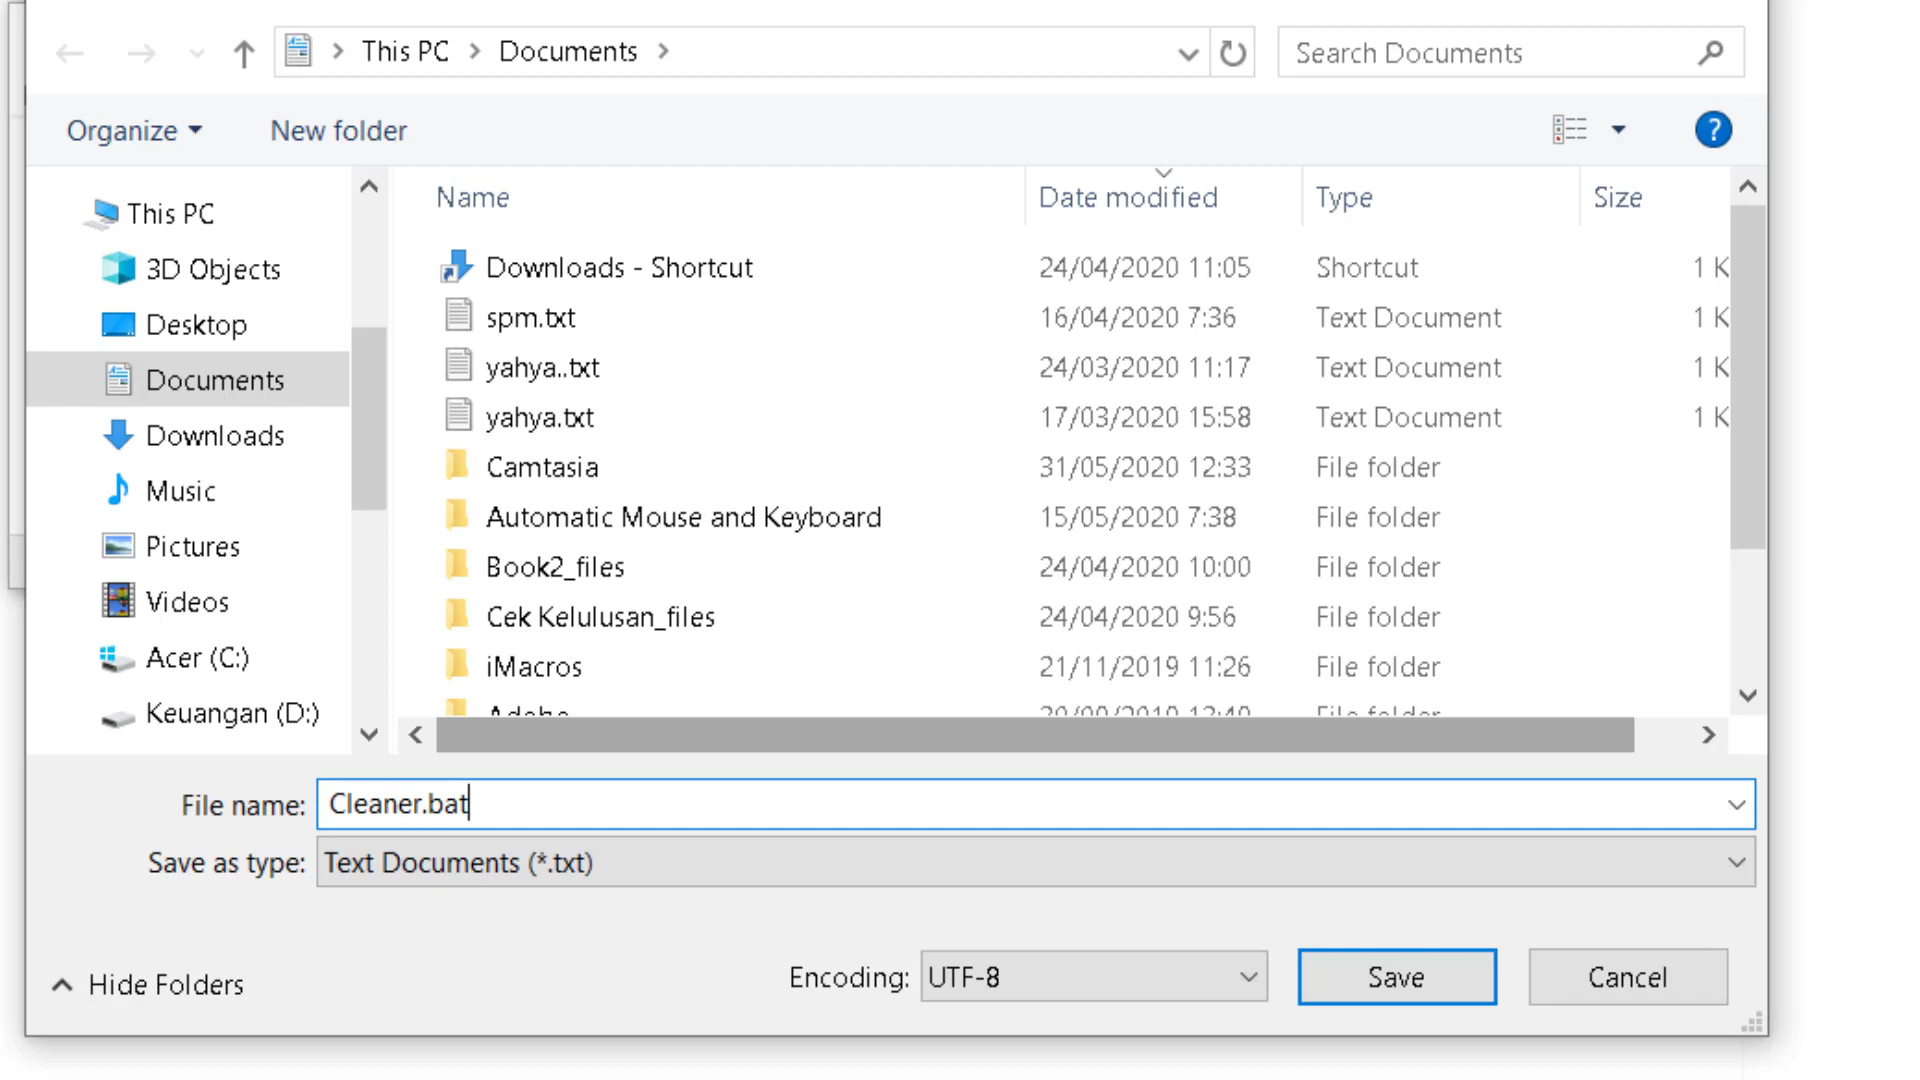 This PC Documents
Search Documents
Organize New folder
?
This PC
3D Objects
Desktop
Documents
Downloads
Music
Pictures
Videos
Acer (C:)
Keuangan (D:)
Name Date modified Type Size
Downloads - Shortcut 24/04/2020 11:05 Shortcut 1 K
spm.txt 16/04/2020 7:36 Text Document 1 K
yahya..txt 24/03/2020 11:17 Text Document 1 K
yahya.txt 17/03/2020 15:58 Text Document 1 K
Camtasia 31/05/2020 12:33 File folder
Automatic Mouse and Keyboard 15/05/2020 7:38 File folder
Book2_files 24/04/2020 10:00 File folder
Cek Kelulusan_files 24/04/2020 9:56 File folder
iMacros 21/11/2019 11:26 File folder
Adobe File folder
File name: Cleaner.bat
Save as type: Text Documents (*.txt)
Hide Folders
Encoding: UTF-8
Save
Cancel